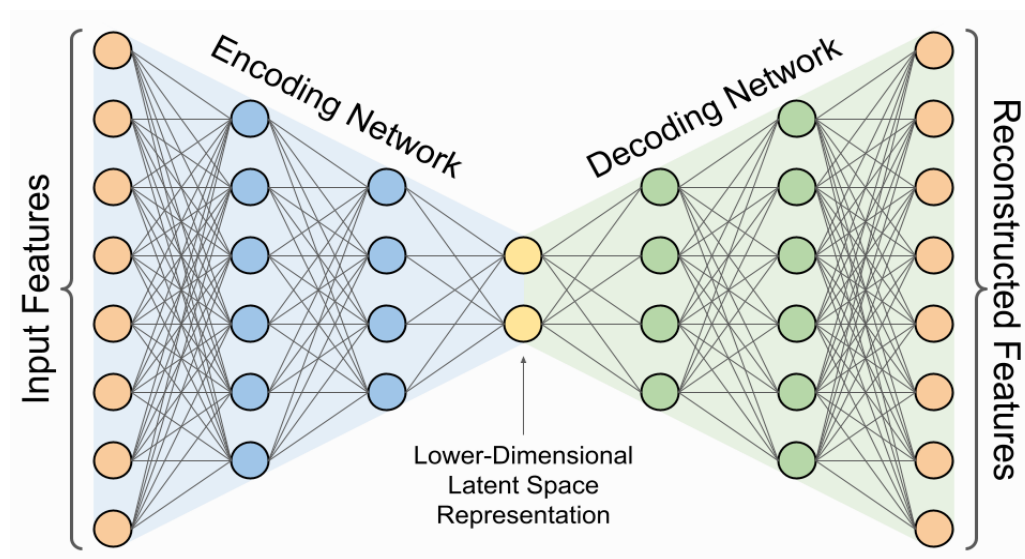 Input Features
Encoding Network
Lower-Dimensional
Latent Space
Representation
Decoding Network
Reconstructed Features